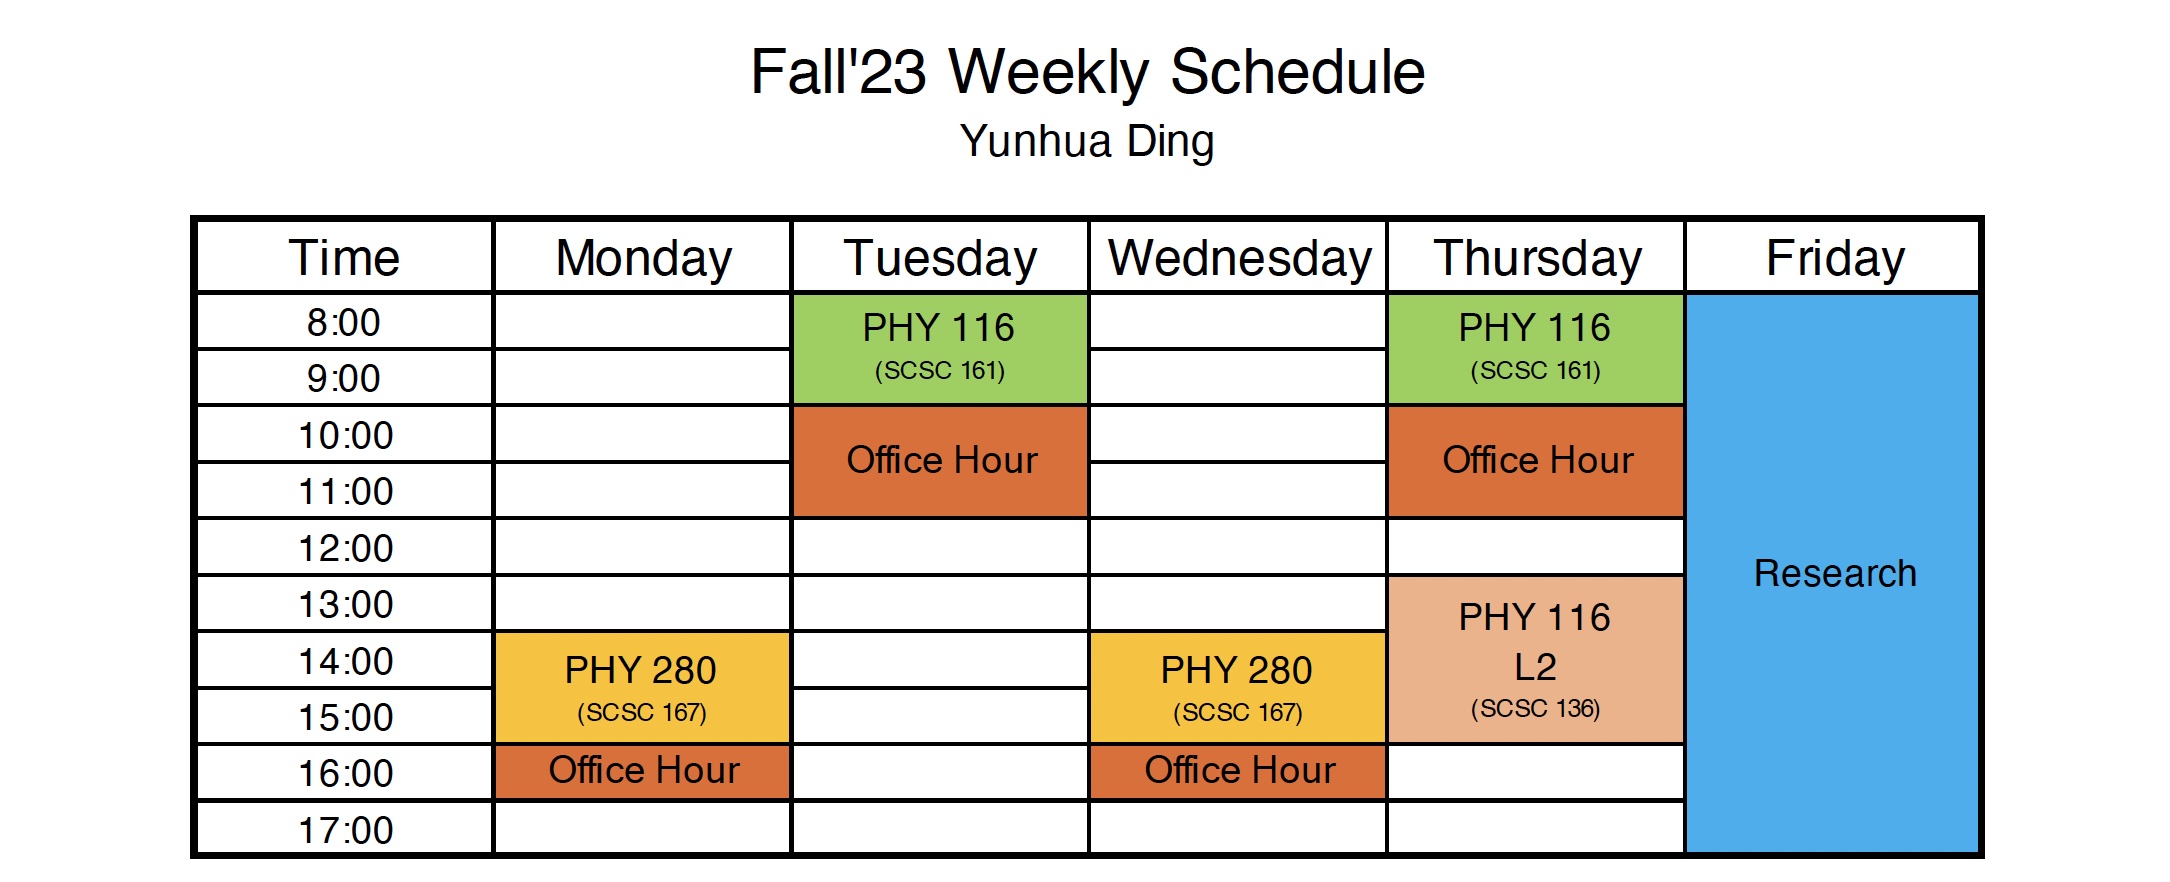 Fall'23 Weekly Schedule
Yunhua Ding
Time Monday Tuesday Wednesday Thursday Friday
8:00 PHY 116 PHY 116
9:00 (SCSC 161) (SCSC 161)
10:00
Office Hour Office Hour
11:00
12:00
Research
13:00 PHY 116
14:00 PHY 280 PHY 280 L2
15:00 (SCSC 167) (SCSC 167) (SCSC 136)
16:00 Office Hour Office Hour
17:00